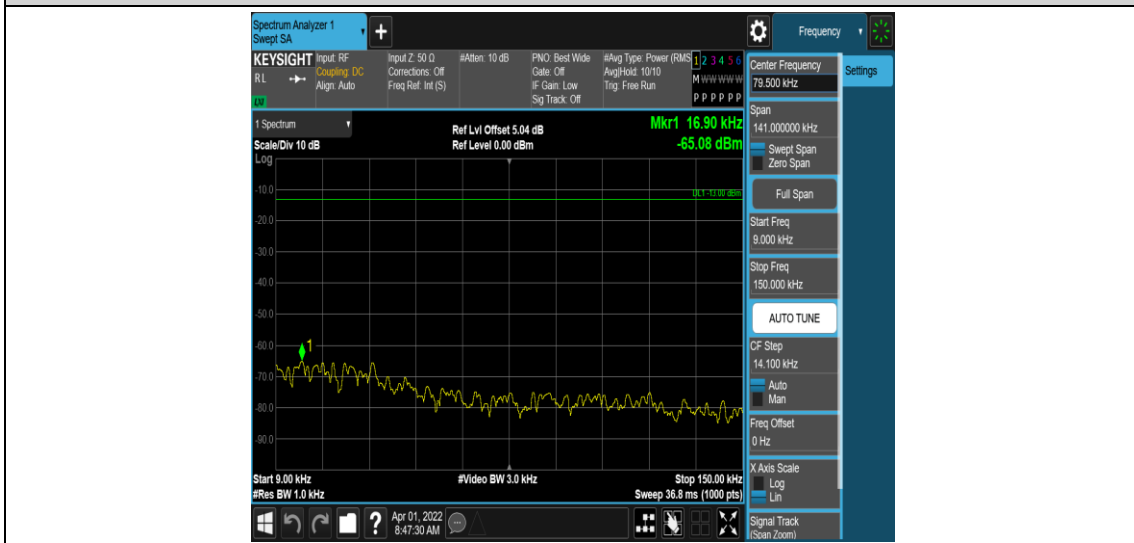 Spectrum Analyzer 1
Swept SA
+
Frequency
KEYSIGHT
RL
LXI
Input: RF
Coupling: DC
Align: Auto
Input Z: 50 Ω
Corrections: Off
Freq Ref: Int (S)
#Atten: 10 dB
PNO: Best Wide
Gate: Off
IF Gain: Low
Sig Track: Off
#Avg Type: Power (RMS
Avg|Hold: 10/10
Trig: Free Run
1 2 3 4 5 6
M W W W W W
P P P P P P
Center Frequency
79.500 kHz
Settings
Span
141.000000 kHz
Swept Span
Zero Span
Full Span
Start Freq
9.000 kHz
Stop Freq
150.000 kHz
AUTO TUNE
CF Step
14.100 kHz
Auto
Man
Freq Offset
0 Hz
X Axis Scale
Log
Lin
Signal Track
(Span Zoom)
1 Spectrum
Scale/Div 10 dB
Log
Ref Lvl Offset 5.04 dB
Ref Level 0.00 dBm
Mkr1 16.90 kHz
-65.08 dBm
DL1 -13.00 dBm
-10.0
-20.0
-30.0
-40.0
-50.0
-60.0
-70.0
-80.0
-90.0
1
Start 9.00 kHz
#Res BW 1.0 kHz
#Video BW 3.0 kHz
Stop 150.00 kHz
Sweep 36.8 ms (1000 pts)
?
Apr 01, 2022
8:47:30 AM